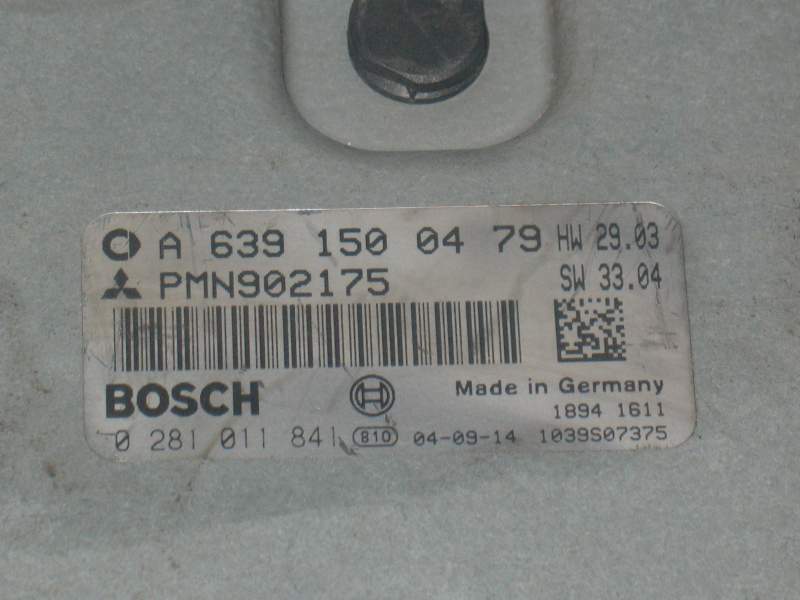 A 639 150 04 79 HW 29.03
PMN902175 SW 33.04
BOSCH Made in Germany
1894 1611
0 281 011 841 B10 04-09-14 1039S07375